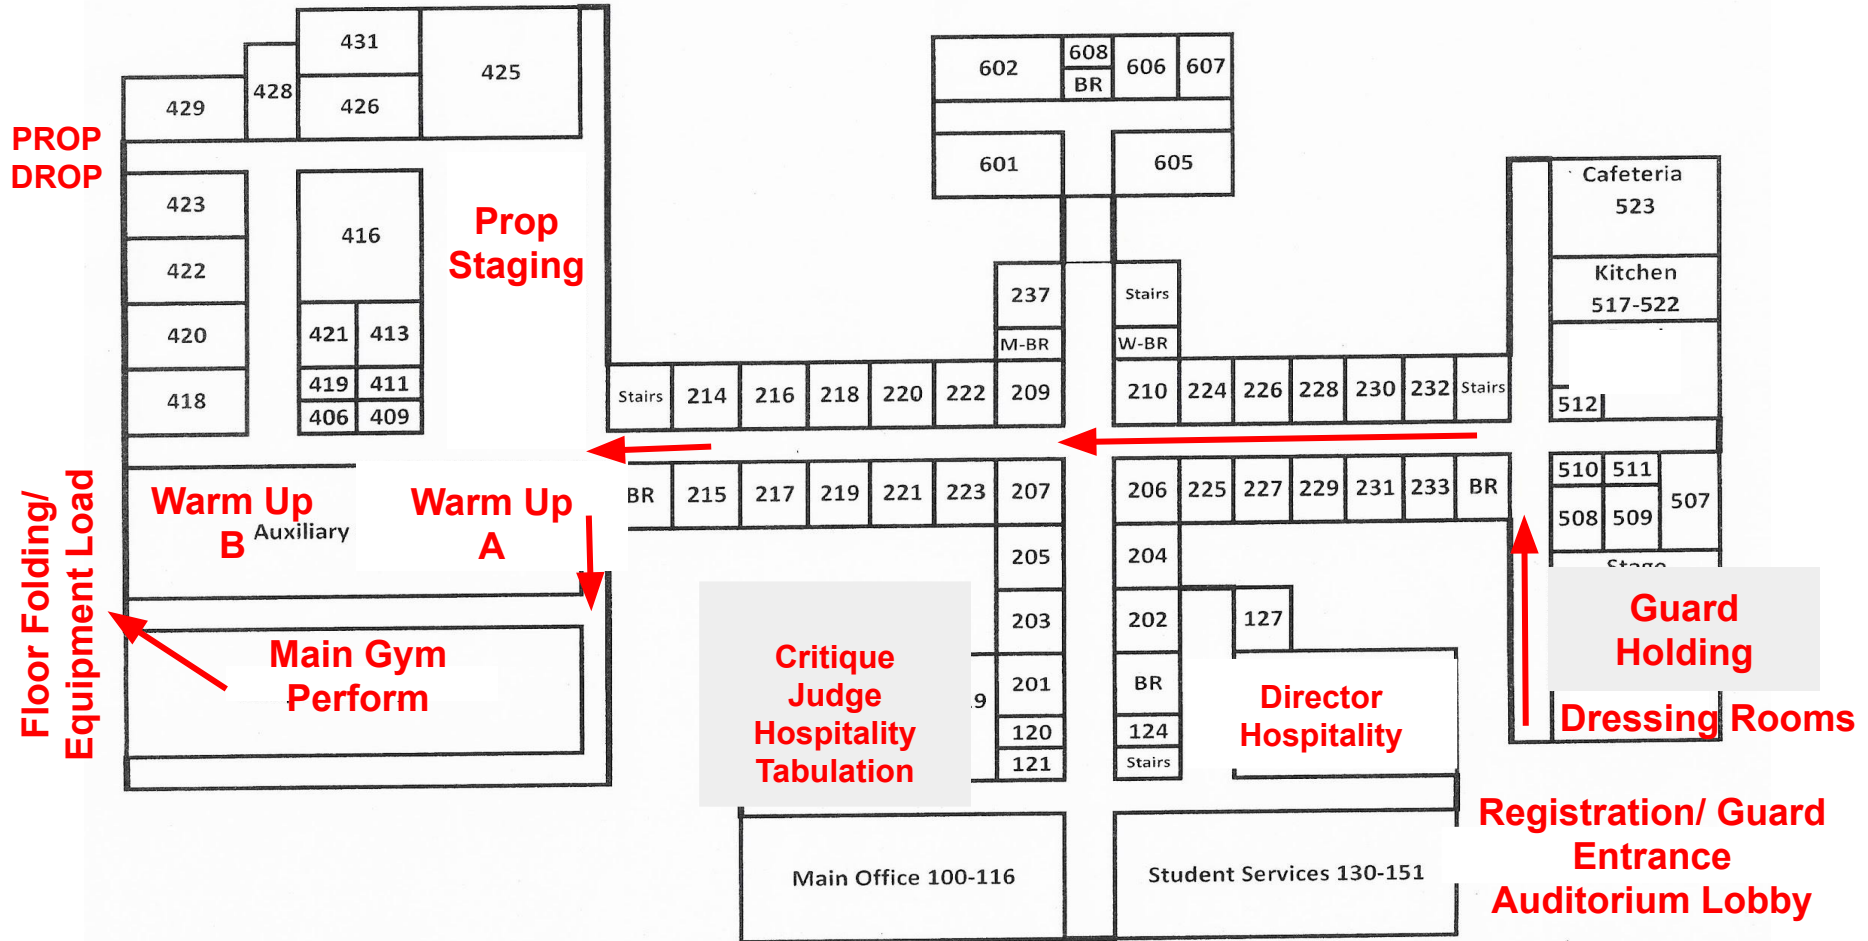 431
425
428
429
426
PROP
DROP
423
416
Prop
Staging
422
421
413
420
419
411
418
406
409
602
608
BR
606
607
601
605
237
Stairs
M-BR
W-BR
Stairs
214
216
218
220
222
209
210
224
226
228
230
232
Stairs
Cafeteria
523
Kitchen
517-522
512
BR
215
217
219
221
223
207
206
225
227
229
231
233
BR
510
511
507
508
509
Floor Folding/
Equipment Load
Warm Up
B
Auxiliary
Warm Up
A
Main Gym
Perform
205
204
203
202
127
201
BR
9
120
124
121
Stairs
Critique
Judge
Hospitality
Tabulation
Director
Hospitality
Stage
Guard
Holding
Dressing Rooms
Main Office 100-116
Student Services 130-151
Registration/ Guard
Entrance
Auditorium Lobby